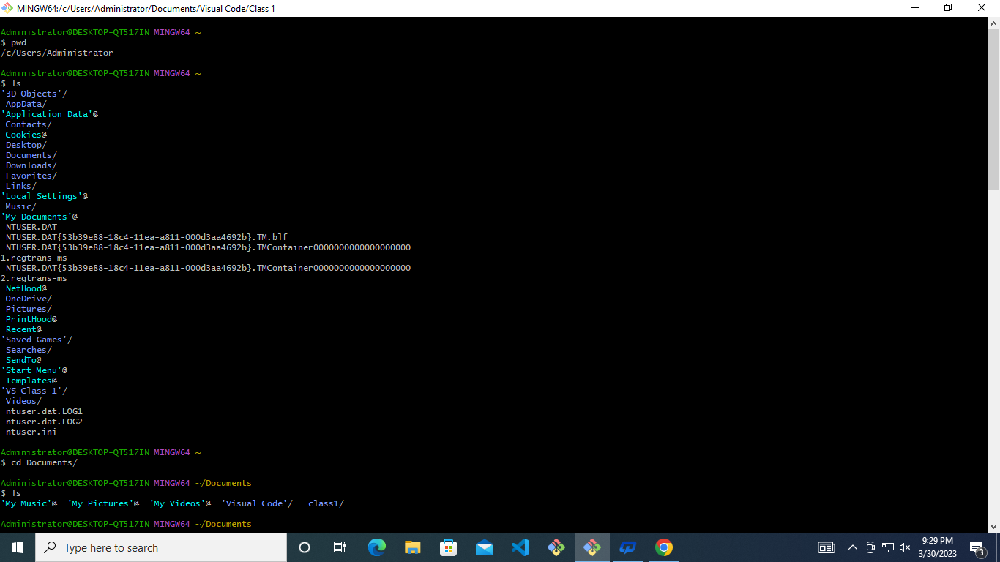 MINGW64:/c/Users/Administrator/Documents/Visual Code/Class 1
Administrator@DESKTOP-QT517IN MINGW64 ~
$ pwd
/c/Users/Administrator
Administrator@DESKTOP-QT517IN MINGW64 ~
$ ls
'3D Objects'/
AppData/
'Application Data'@
Contacts/
Cookies@
Desktop/
Documents/
Downloads/
Favorites/
Links/
'Local Settings'@
Music/
'My Documents'@
NTUSER.DAT
NTUSER.DAT{53b39e88-18c4-11ea-a811-000d3aa4692b}.TM.blf
NTUSER.DAT{53b39e88-18c4-11ea-a811-000d3aa4692b}.TMContainer0000000000000000000
1.regtrans-ms
NTUSER.DAT{53b39e88-18c4-11ea-a811-000d3aa4692b}.TMContainer0000000000000000000
2.regtrans-ms
NetHood@
OneDrive/
Pictures/
PrintHood@
Recent@
'Saved Games'/
Searches/
SendTo@
'Start Menu'@
Templates@
'VS Class 1'/
Videos/
ntuser.dat.LOG1
ntuser.dat.LOG2
ntuser.ini
Administrator@DESKTOP-QT517IN MINGW64 ~
$ cd Documents/
Administrator@DESKTOP-QT517IN MINGW64 ~/Documents
$ ls
'My Music'@  'My Pictures'@  'My Videos'@  'Visual Code'/   class1/
Administrator@DESKTOP-QT517IN MINGW64 ~/Documents
Type here to search
9:29 PM
3/30/2023
3